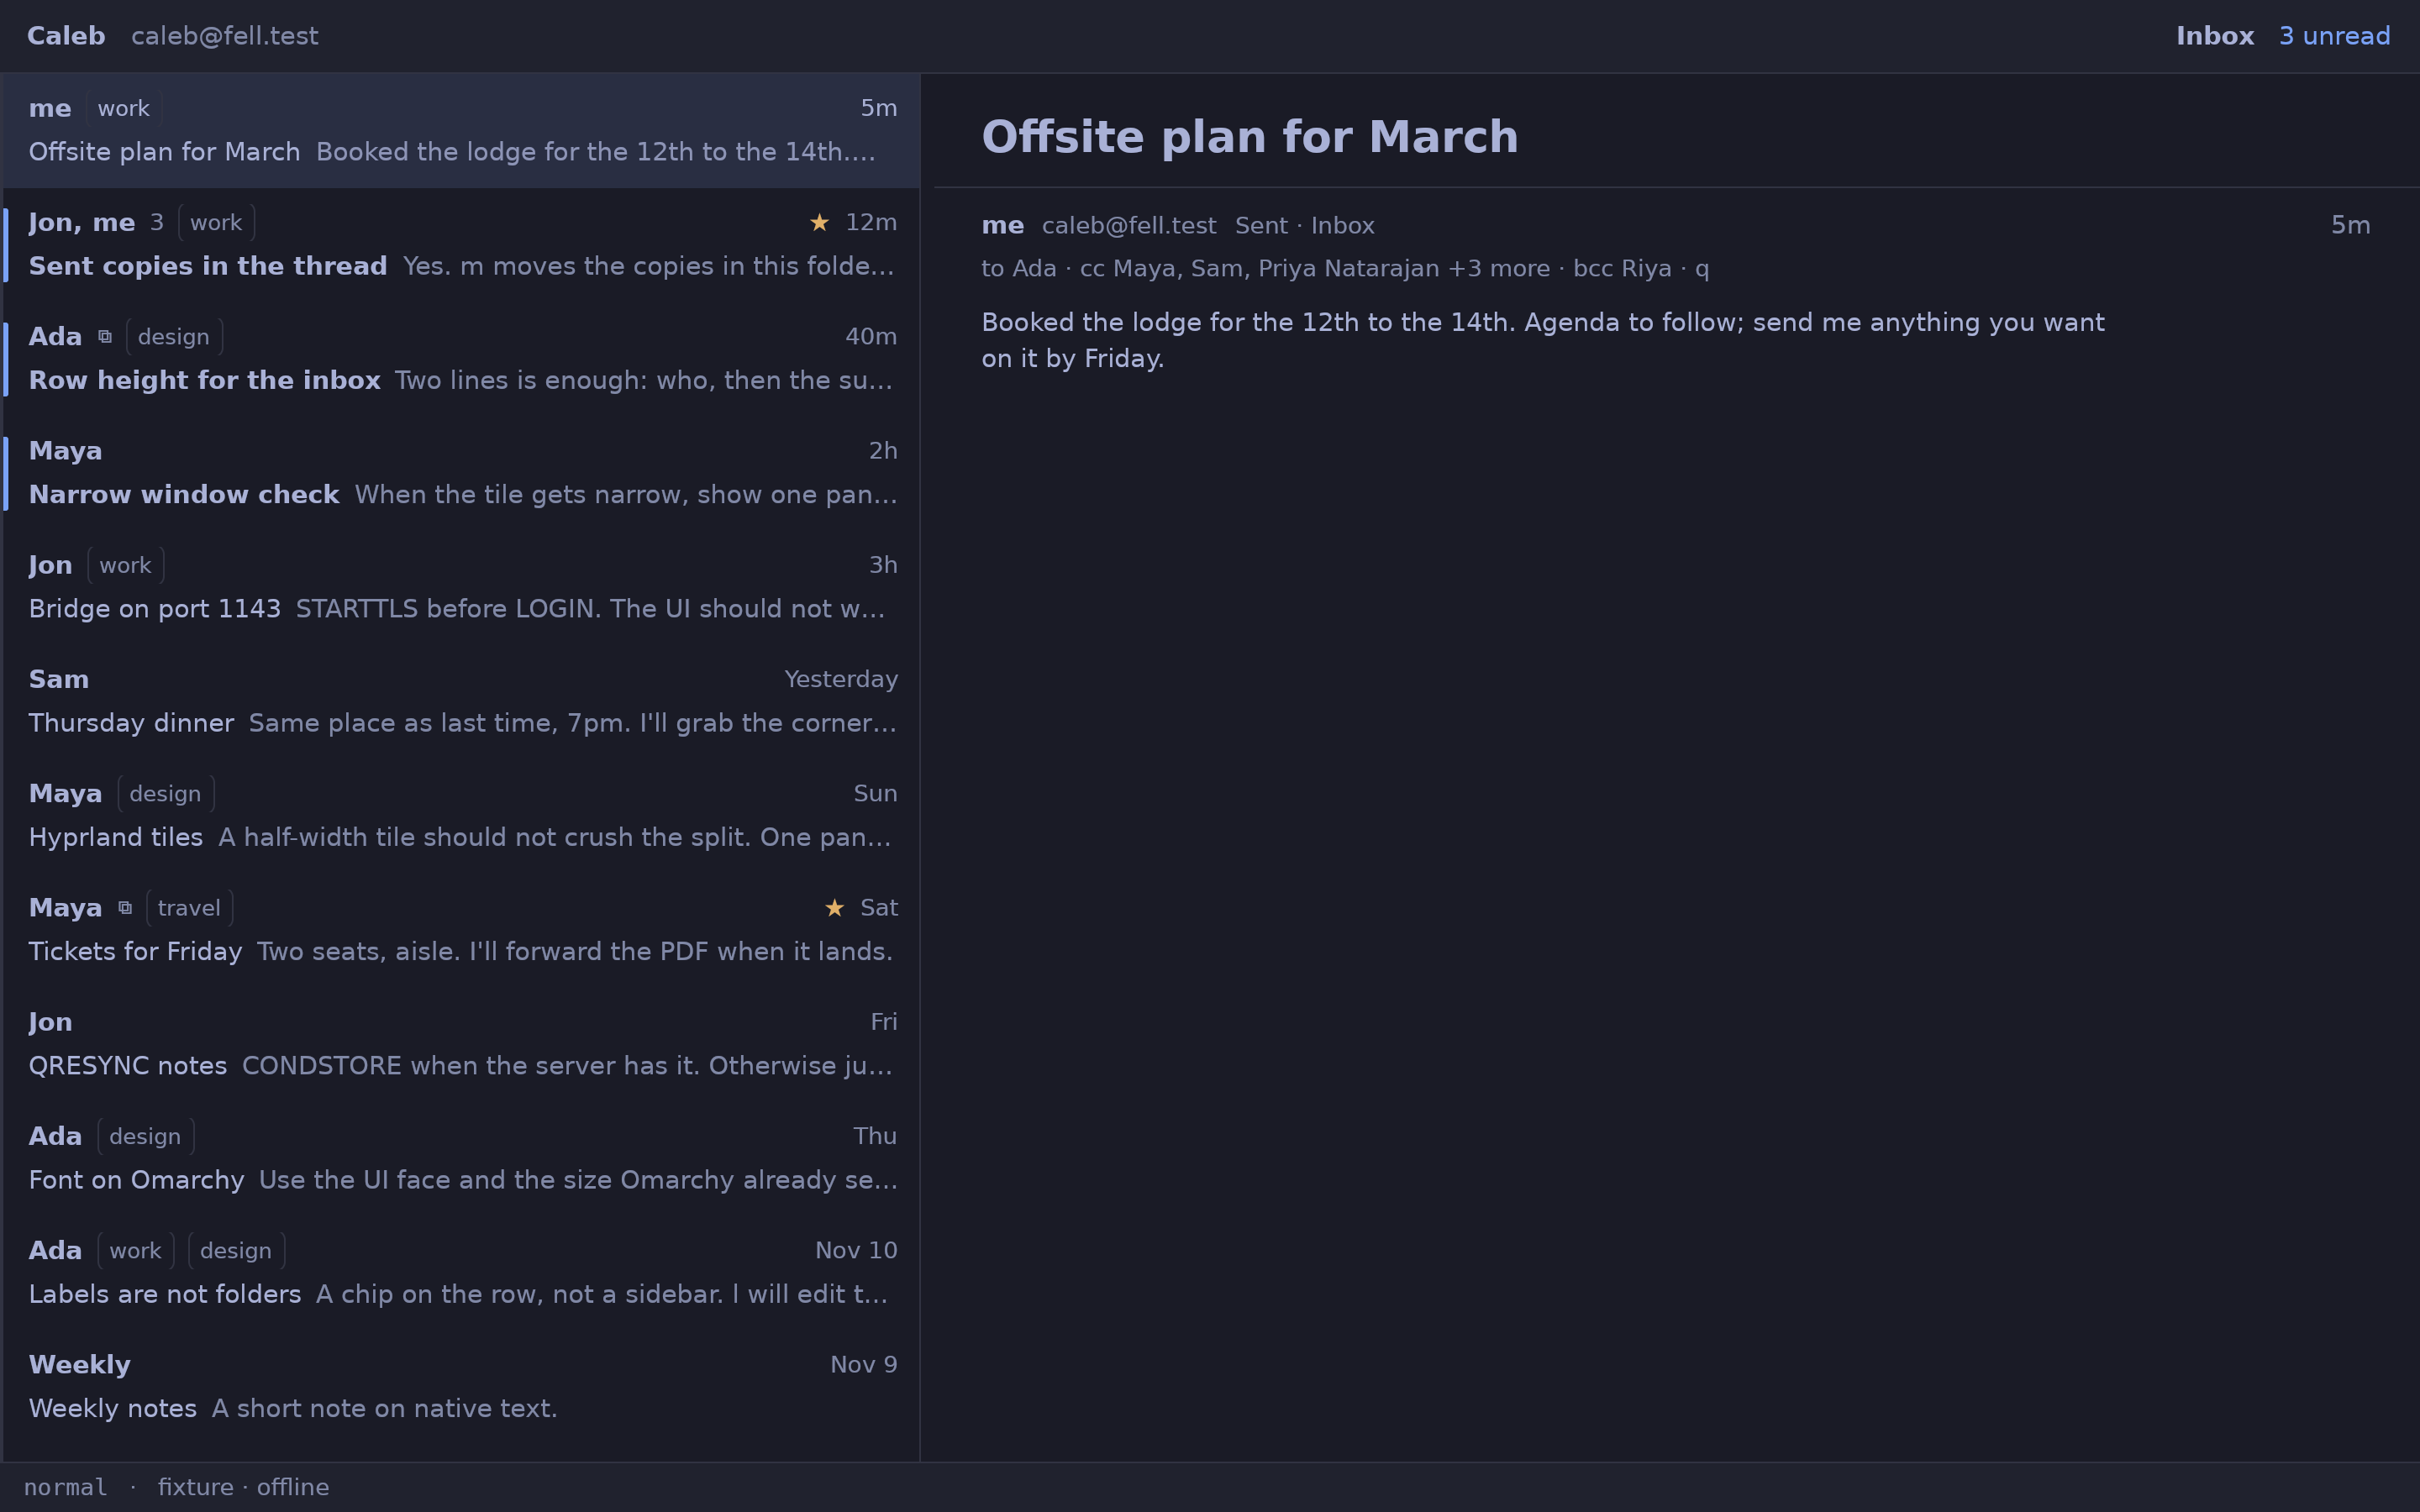 Caleb caleb@fell.test
Inbox 3 unread
me work 5m
Offsite plan for March Booked the lodge for the 12th to the 14th....
Jon, me 3 work ★ 12m
Sent copies in the thread Yes. m moves the copies in this folde...
Ada ⧉ design 40m
Row height for the inbox Two lines is enough: who, then the su...
Maya 2h
Narrow window check When the tile gets narrow, show one pan...
Jon work 3h
Bridge on port 1143 STARTTLS before LOGIN. The UI should not w...
Sam Yesterday
Thursday dinner Same place as last time, 7pm. I'll grab the corner...
Maya design Sun
Hyprland tiles A half-width tile should not crush the split. One pan...
Maya ⧉ travel ★ Sat
Tickets for Friday Two seats, aisle. I'll forward the PDF when it lands.
Jon Fri
QRESYNC notes CONDSTORE when the server has it. Otherwise ju...
Ada design Thu
Font on Omarchy Use the UI face and the size Omarchy already se...
Ada work design Nov 10
Labels are not folders A chip on the row, not a sidebar. l will edit t...
Weekly Nov 9
Weekly notes A short note on native text.
Offsite plan for March
me caleb@fell.test Sent · Inbox 5m
to Ada · cc Maya, Sam, Priya Natarajan +3 more · bcc Riya · q
Booked the lodge for the 12th to the 14th. Agenda to follow; send me anything you want
on it by Friday.
normal · fixture · offline